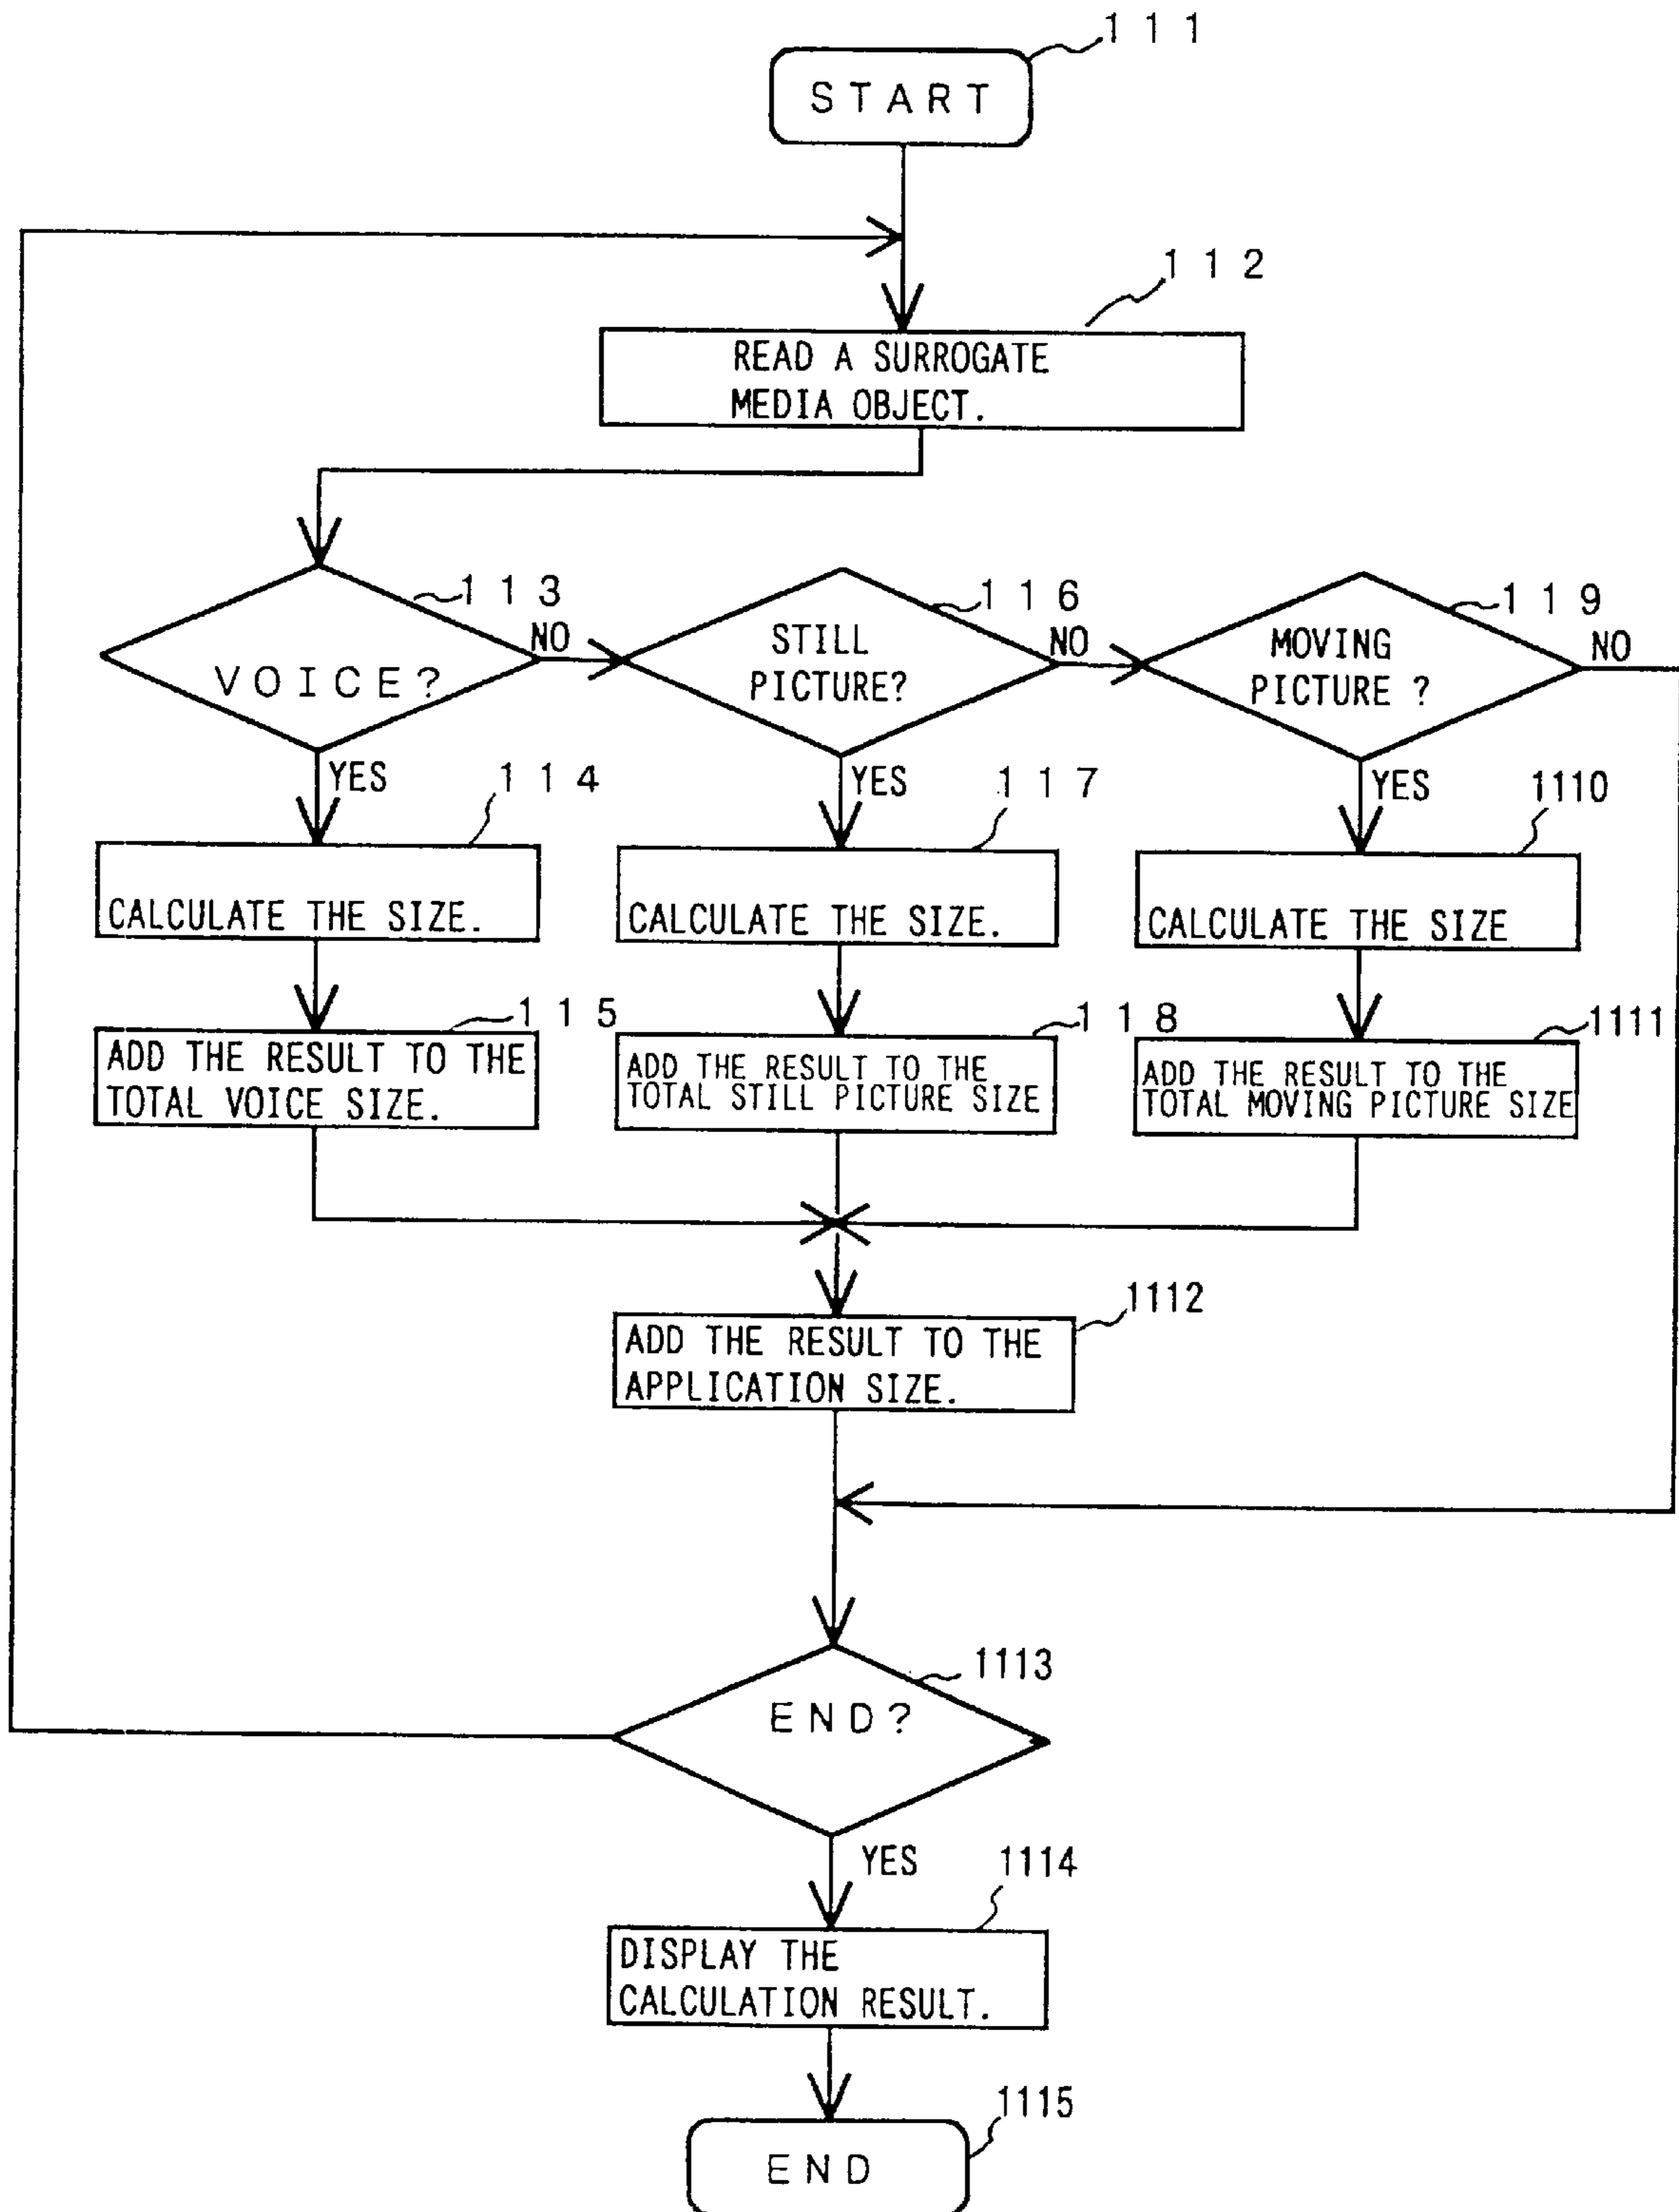 111
START
112
READ A SURROGATE
MEDIA OBJECT.
113
VOICE?
NO
YES
116
STILL
PICTURE?
NO
YES
119
MOVING
PICTURE ?
NO
YES
114
CALCULATE THE SIZE.
117
CALCULATE THE SIZE.
1110
CALCULATE THE SIZE
115
ADD THE RESULT TO THE
TOTAL VOICE SIZE.
118
ADD THE RESULT TO THE
TOTAL STILL PICTURE SIZE
1111
ADD THE RESULT TO THE
TOTAL MOVING PICTURE SIZE
1112
ADD THE RESULT TO THE
APPLICATION SIZE.
1113
END?
YES
1114
DISPLAY THE
CALCULATION RESULT.
1115
END